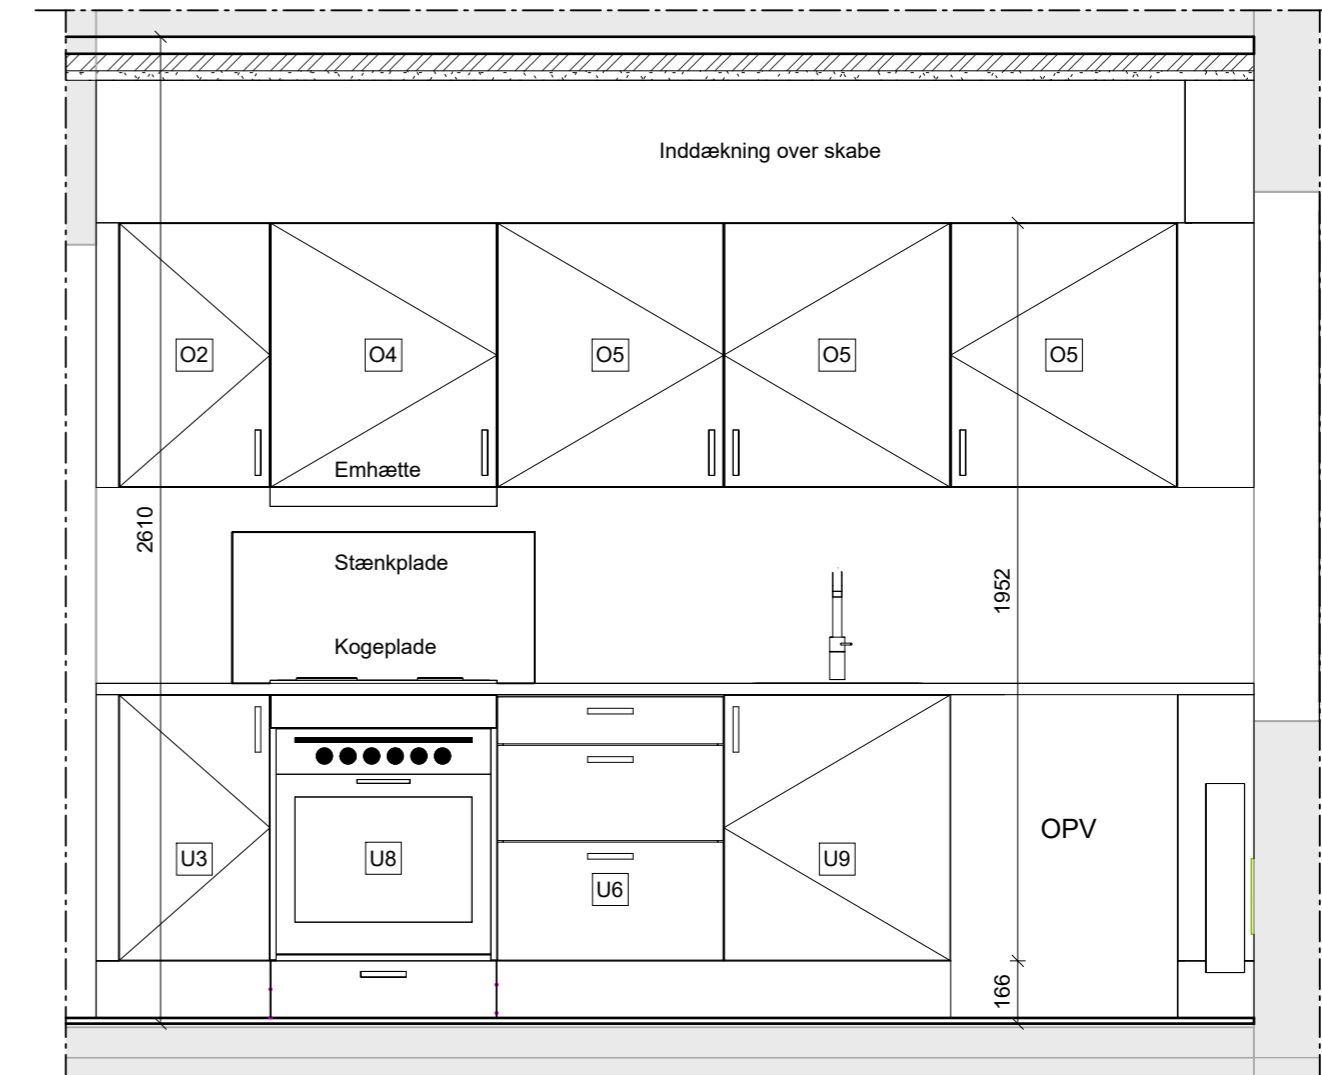 Inddækning over skabe
O2
O4
O5
O5
O5
Emhætte
2610
Stænkplade
1952
Kogeplade
OPV
U3
U8
U9
U6
166